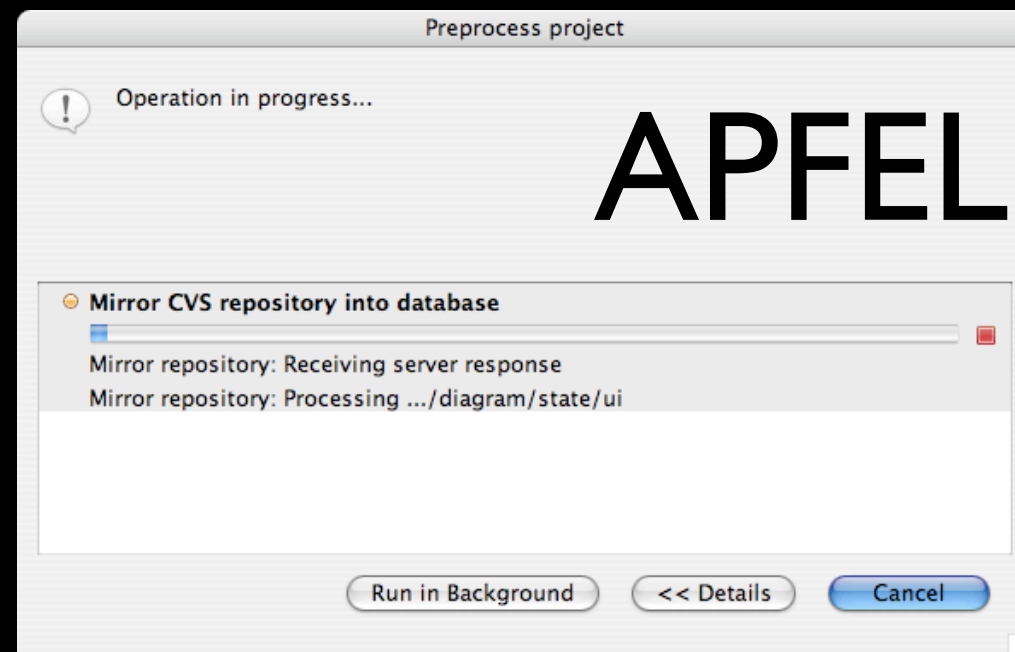 Preprocess project
Operation in progress...
APFEL
Mirror CVS repository into database
Mirror repository: Receiving server response
Mirror repository: Processing .../diagram/state/ui
Run in Background
<< Details
Cancel